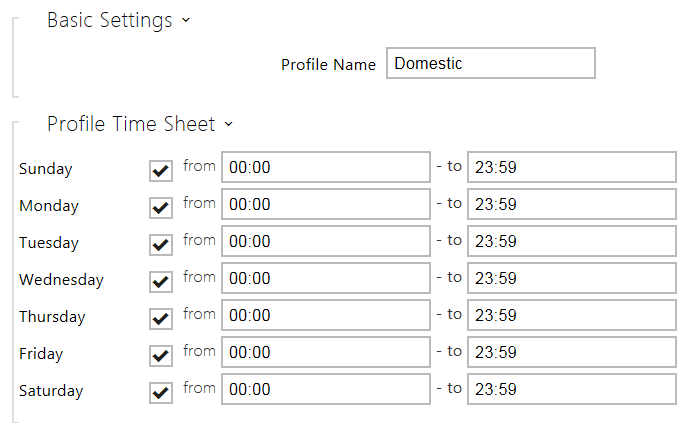 Basic Settings
Profile Name Domestic
Profile Time Sheet
Sunday from 00:00 - to 23:59
Monday from 00:00 - to 23:59
Tuesday from 00:00 - to 23:59
Wednesday from 00:00 - to 23:59
Thursday from 00:00 - to 23:59
Friday from 00:00 - to 23:59
Saturday from 00:00 - to 23:59